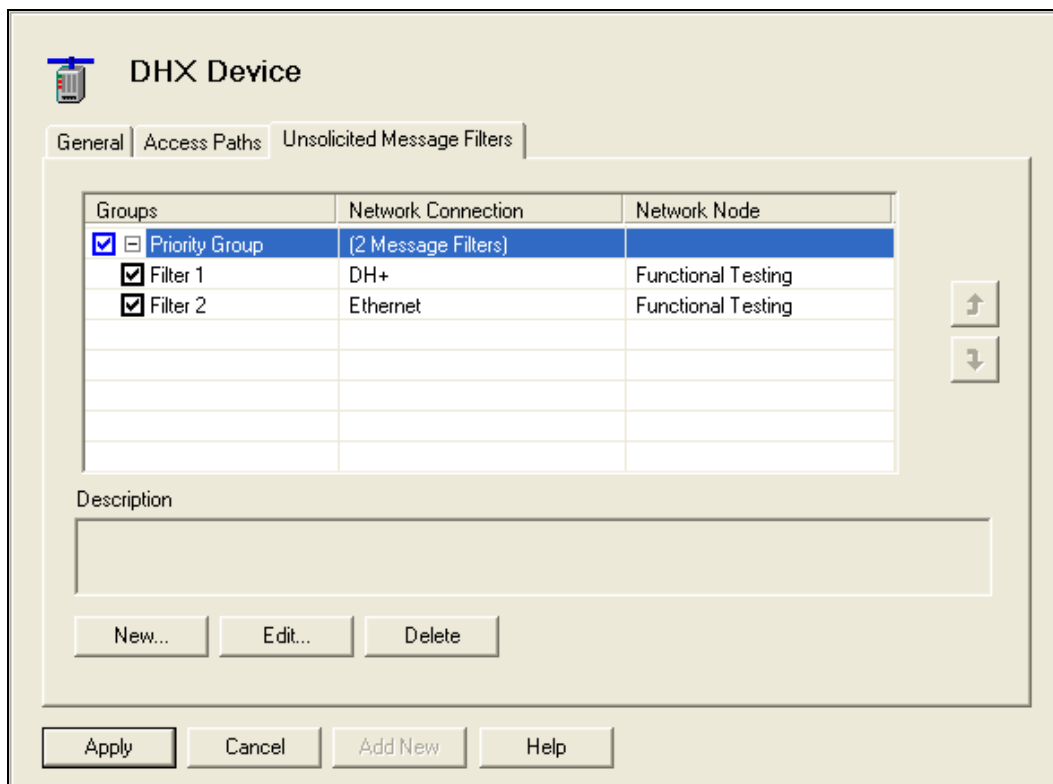 DHX Device
General Access Paths Unsolicited Message Filters
Groups Network Connection Network Node
Priority Group (2 Message Filters)
Filter 1 DH+ Functional Testing
Filter 2 Ethernet Functional Testing
Description
New... Edit... Delete
Apply Cancel Add New Help